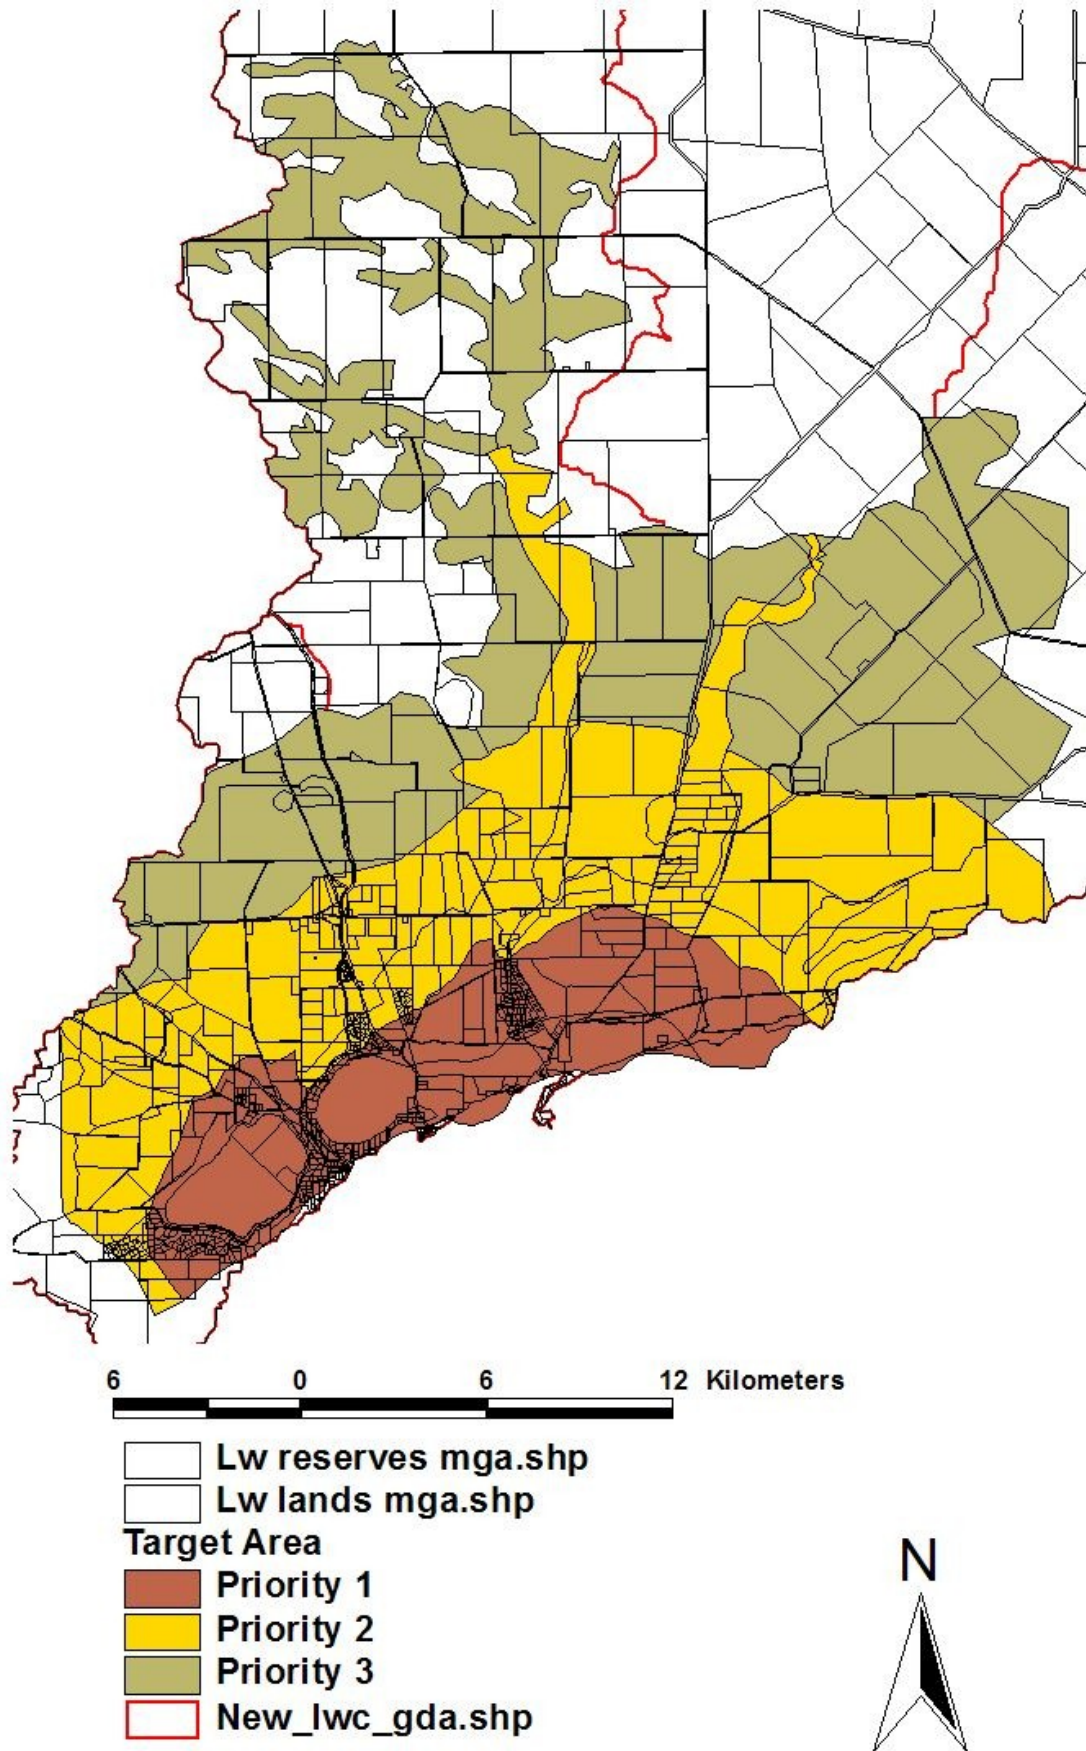 6 0 6 12 Kilometers
Lw reserves mga.shp
Lw lands mga.shp
Target Area
Priority 1
Priority 2
Priority 3
New_lwc_gda.shp
N